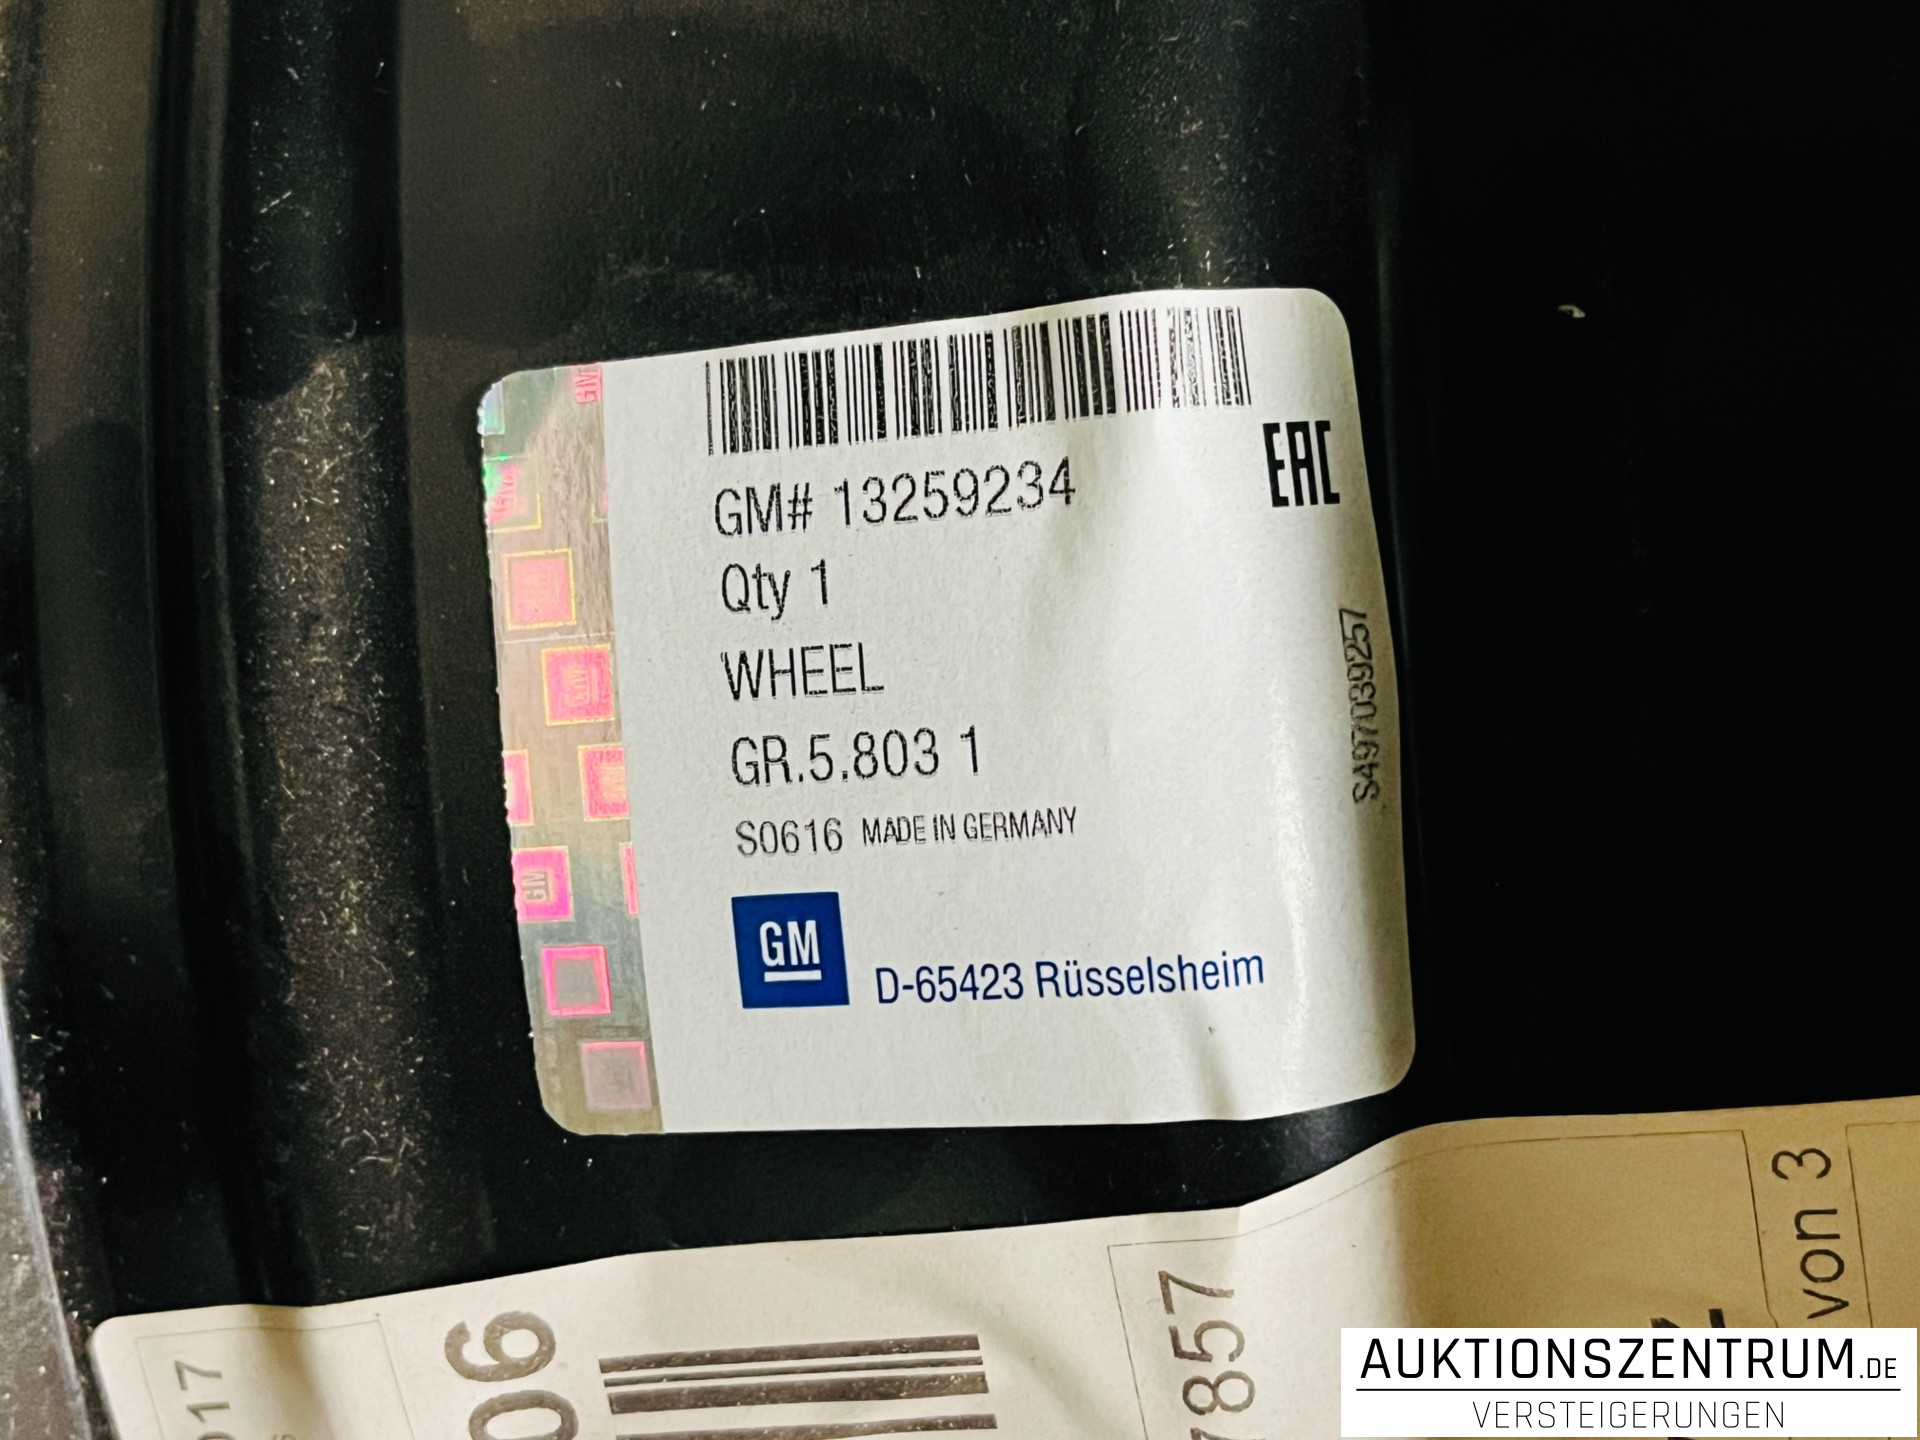 GM# 13259234
EAC
Qty 1
WHEEL
GR.5.803 1
S0616 MADE IN GERMANY
S497039257
GM
D-65423 Rüsselsheim
von 3
06
7857
017
AUKTIONSZENTRUM.DE
VERSTEIGERUNGEN